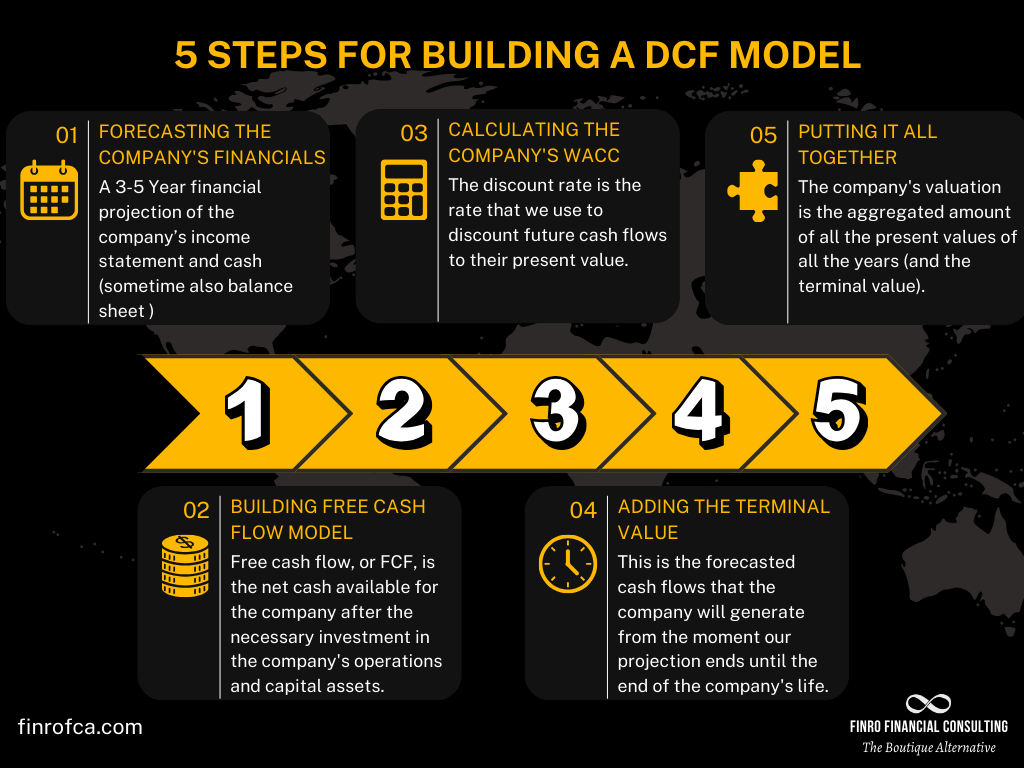 5 STEPS FOR BUILDING A DCF MODEL
01
FORECASTING THE
COMPANY'S FINANCIALS
A 3-5 Year financial
projection of the
company’s income
statement and cash
(sometime also balance
sheet )
03
CALCULATING THE
COMPANY'S WACC
The discount rate is the
rate that we use to
discount future cash flows
to their present value.
05
PUTTING IT ALL
TOGETHER
The company's valuation
is the aggregated amount
of all the present values of
all the years (and the
terminal value).
1 2 3 4 5
02
BUILDING FREE CASH
FLOW MODEL
Free cash flow, or FCF, is
the net cash available for
the company after the
necessary investment in
the company's operations
and capital assets.
04
ADDING THE TERMINAL
VALUE
This is the forecasted
cash flows that the
company will generate
from the moment our
projection ends until the
end of the company's life.
finrofca.com
FINRO FINANCIAL CONSULTING
The Boutique Alternative